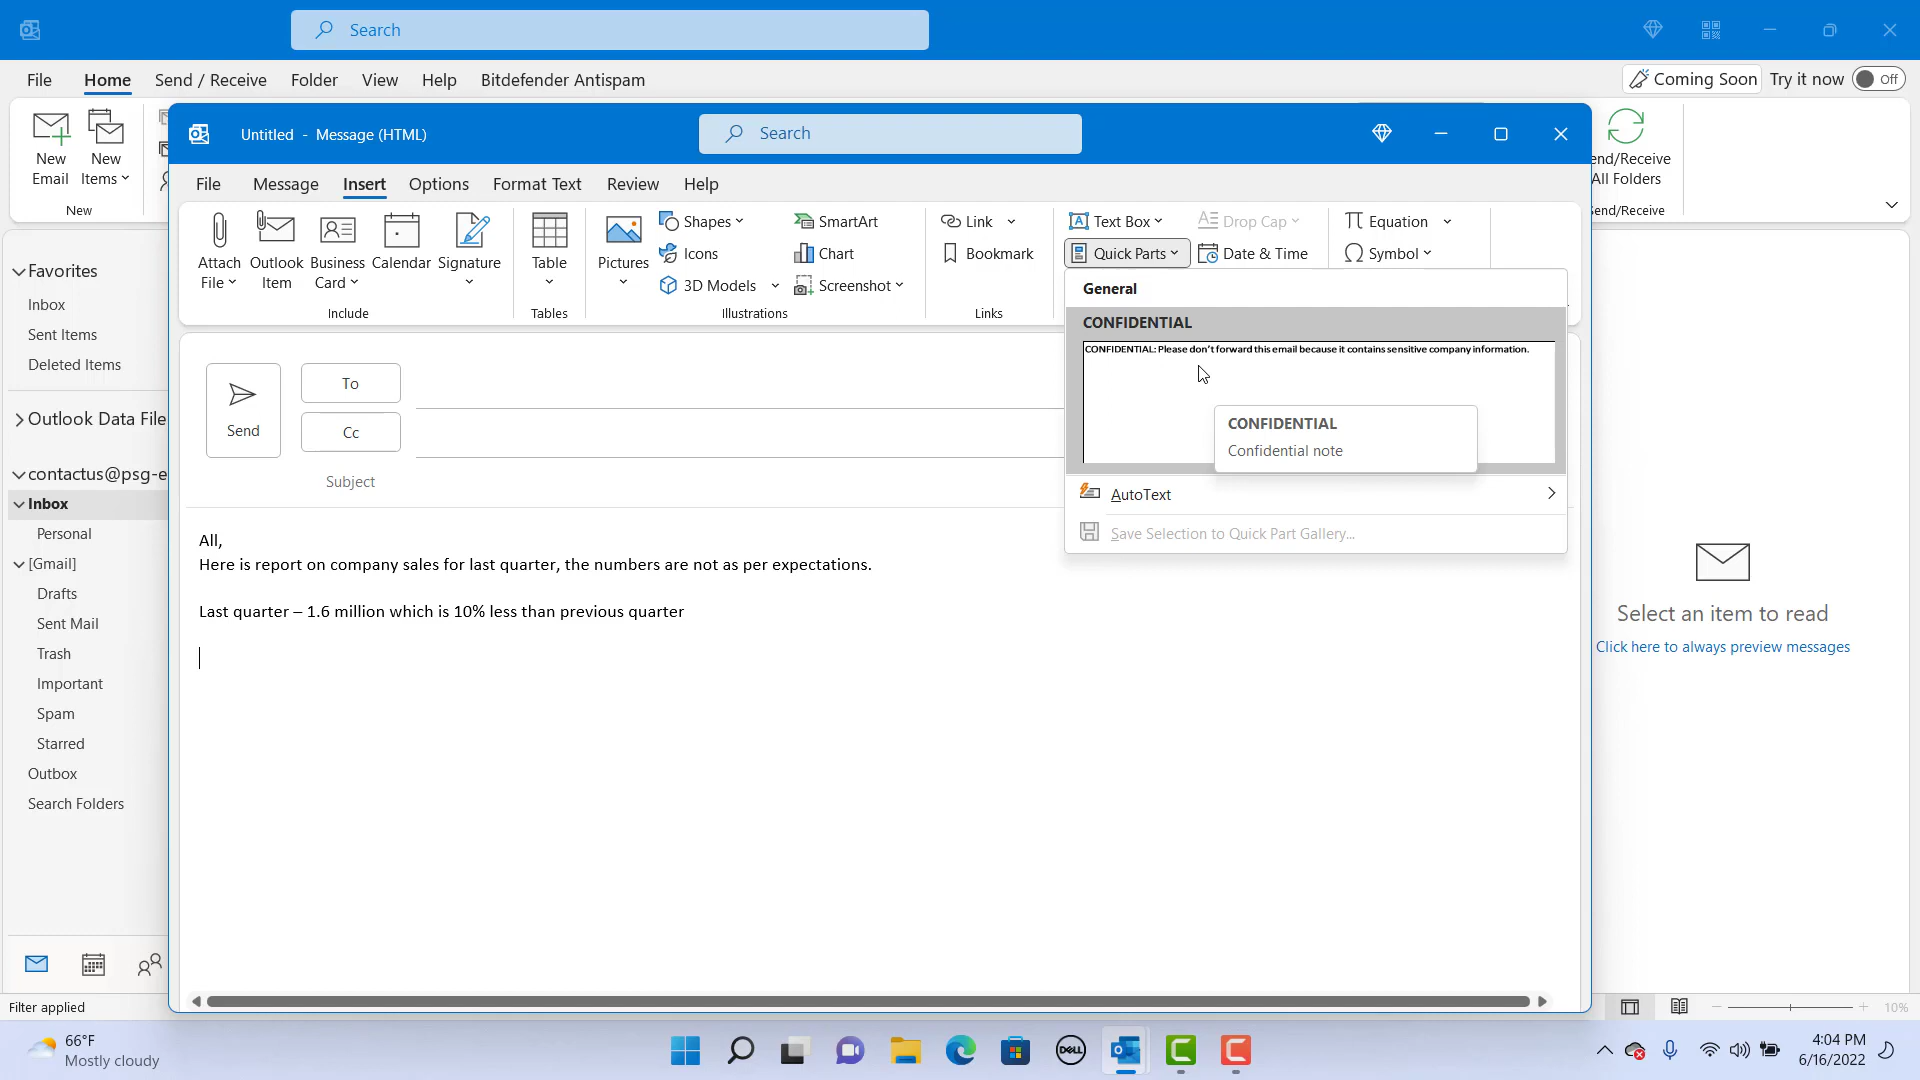 Search
File Home Send / Receive Folder View Help Bitdefender Antispam
Coming Soon Try it now Off
New Email
New Items
New
end/Receive
All Folders
end/Receive
Untitled - Message (HTML)
Search
File Message Insert Options Format Text Review Help
Attach File
Outlook Item
Business Card
Calendar
Signature
Include
Table
Tables
Pictures
Shapes
Icons
3D Models
SmartArt
Chart
Screenshot
Illustrations
Link
Bookmark
Links
Text Box
Quick Parts
Drop Cap
Date & Time
Equation
Symbol
General
CONFIDENTIAL
CONFIDENTIAL: Please don't forward this email because it contains sensitive company information.
CONFIDENTIAL
Confidential note
AutoText
Save Selection to Quick Part Gallery...
Favorites
Inbox
Sent Items
Deleted Items
Outlook Data File
contactus@psg-e
Inbox
Personal
[Gmail]
Drafts
Sent Mail
Trash
Important
Spam
Starred
Outbox
Search Folders
Send
To
Cc
Subject
All,
Here is report on company sales for last quarter, the numbers are not as per expectations.
Last quarter – 1.6 million which is 10% less than previous quarter
Select an item to read
Click here to always preview messages
Filter applied
10%
66°F
Mostly cloudy
DELL
4:04 PM
6/16/2022